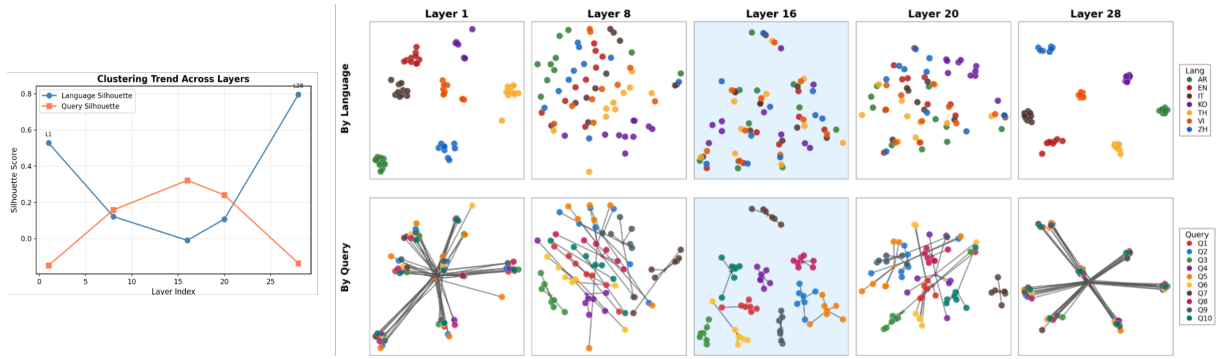 Clustering Trend Across Layers
Language Silhouette
Query Silhouette
L1
L28
Silhouette Score
0.8
0.6
0.4
0.2
0.0
0
5
10
15
20
25
Layer Index
Layer 1
Layer 8
Layer 16
Layer 20
Layer 28
By Language
Lang
AR
EN
IT
KO
TH
VI
ZH
By Query
Query
Q1
Q2
Q3
Q4
Q5
Q6
Q7
Q8
Q9
Q10